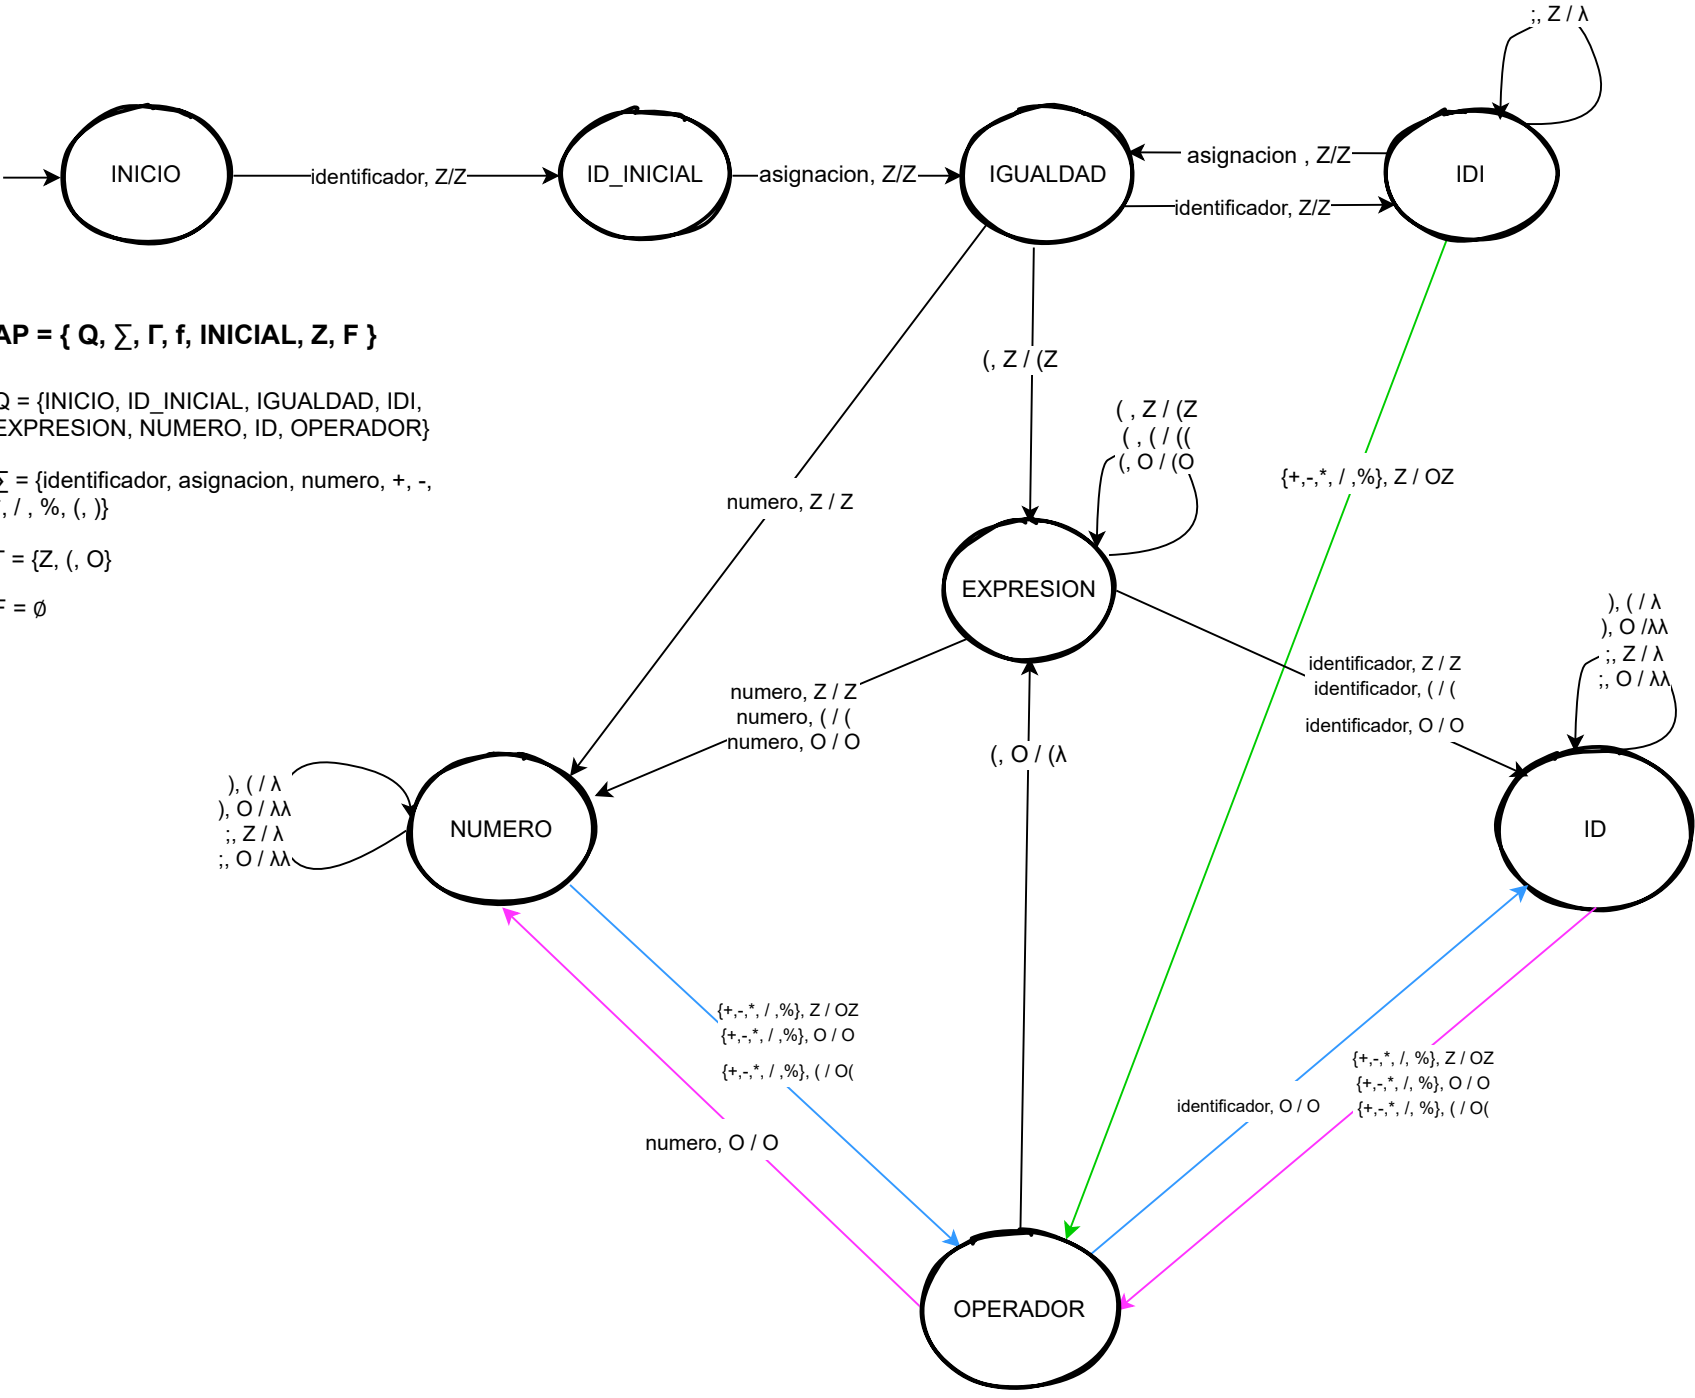 ;, Z / λ
INICIO
identificador, Z/Z
ID_INICIAL
asignacion, Z/Z
IGUALDAD
asignacion , Z/Z
identificador, Z/Z
IDI
AP = { Q, ∑, Γ, f, INICIAL, Z, F }
Q = {INICIO, ID_INICIAL, IGUALDAD, IDI,
EXPRESION, NUMERO, ID, OPERADOR}
∑ = {identificador, asignacion, numero, +, -,
*, / , %, (, )}
Γ = {Z, (, O}
F = ∅
(, Z / (Z
( , Z / (Z
( , ( / ((
(, O / (O
{+,-,*, / ,%}, Z / OZ
numero, Z / Z
EXPRESION
), ( / λ
), O /λλ
;, Z / λ
;, O / λλ
identificador, Z / Z
identificador, ( / (
identificador, O / O
numero, Z / Z
numero, ( / (
numero, O / O
(, O / (λ
), ( / λ
), O / λλ
;, Z / λ
;, O / λλ
NUMERO
ID
{+,-,*, / ,%}, Z / OZ
{+,-,*, / ,%}, O / O
{+,-,*, / ,%}, ( / O(
{+,-,*, /, %}, Z / OZ
{+,-,*, /, %}, O / O
{+,-,*, /, %}, ( / O(
identificador, O / O
numero, O / O
OPERADOR